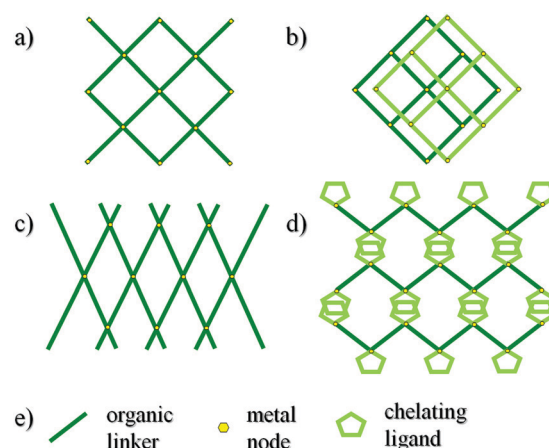 a)
b)
c)
d)
e)
organic
linker
metal
node
chelating
ligand